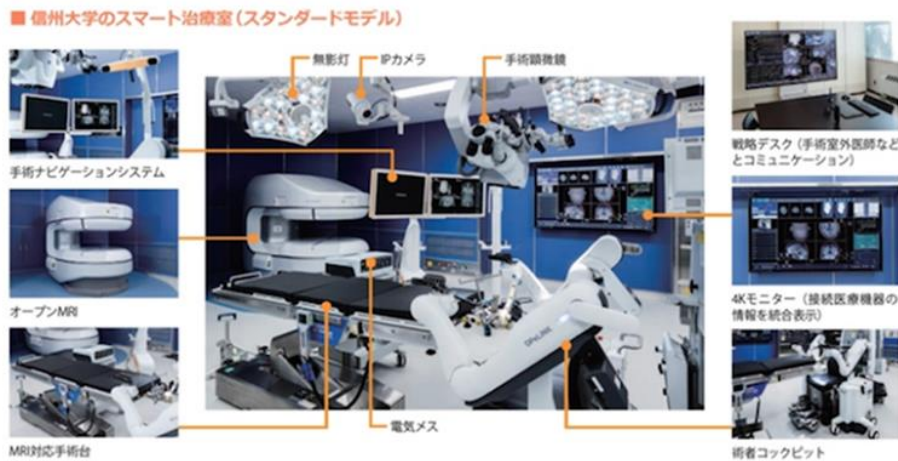 ■ 信州大学のスマート治療室（スタンダードモデル）
無影灯
IPカメラ
手術顕微鏡
手術ナビゲーションシステム
戦略デスク（手術室外医師など
とコミュニケーション）
オープンMRI
4Kモニター（接続医療機器の
情報を統合表示）
電気メス
MRI対応手術台
術者コックピット